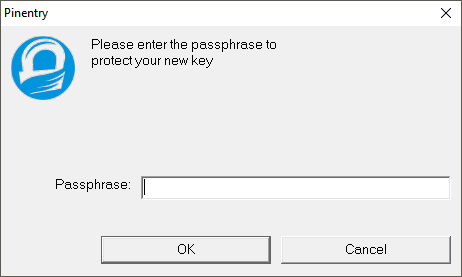 Pinentry
Please enter the passphrase to
protect your new key
Passphrase:
OK
Cancel